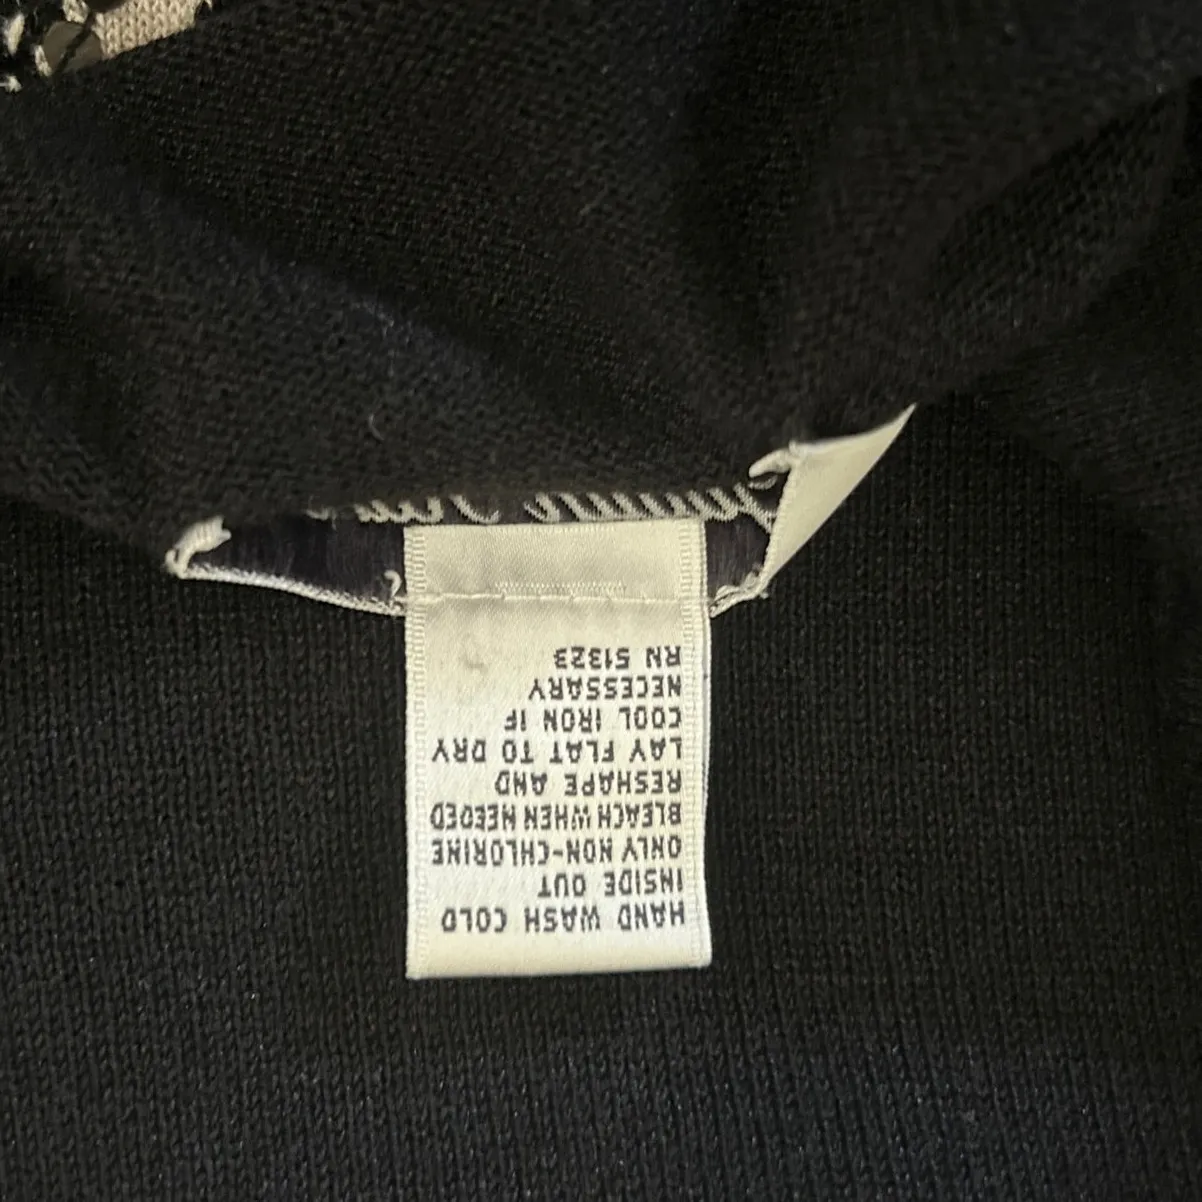 HAND WASH COLD
INSIDE OUT
ONLY NON-CHLORINE
BLEACH WHEN NEEDED
RESHAPE AND
LAY FLAT TO DRY
COOL IRON IF
NECESSARY
RN 51323